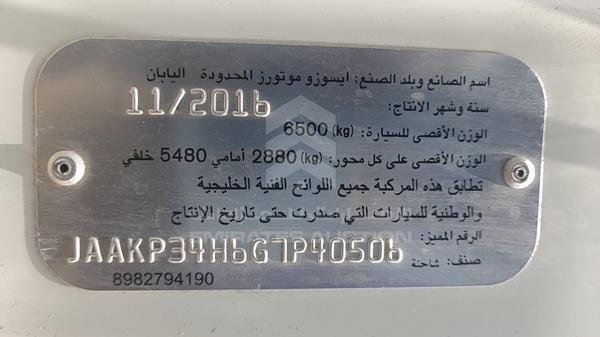 اسم الصانع وبلد الصنع: ايسوزو موتورز المحدودة اليابان
سنة وشهر الانتاج: 11/2016
الوزن الأقصى للسيارة: 6500 (kg)
الوزن الأقصى على كل محور: (kg) 2880 أمامي 5480 خلفي
تطابق هذه المركبة جميع اللوائح الفنية الخليجية
والوطنية للسيارات التي صدرت حتى تاريخ الإنتاج
EMIRATES AUCTION
الرقم المميز: JAAKP34H6G7P40506
صنف: شاحنة
8982794190